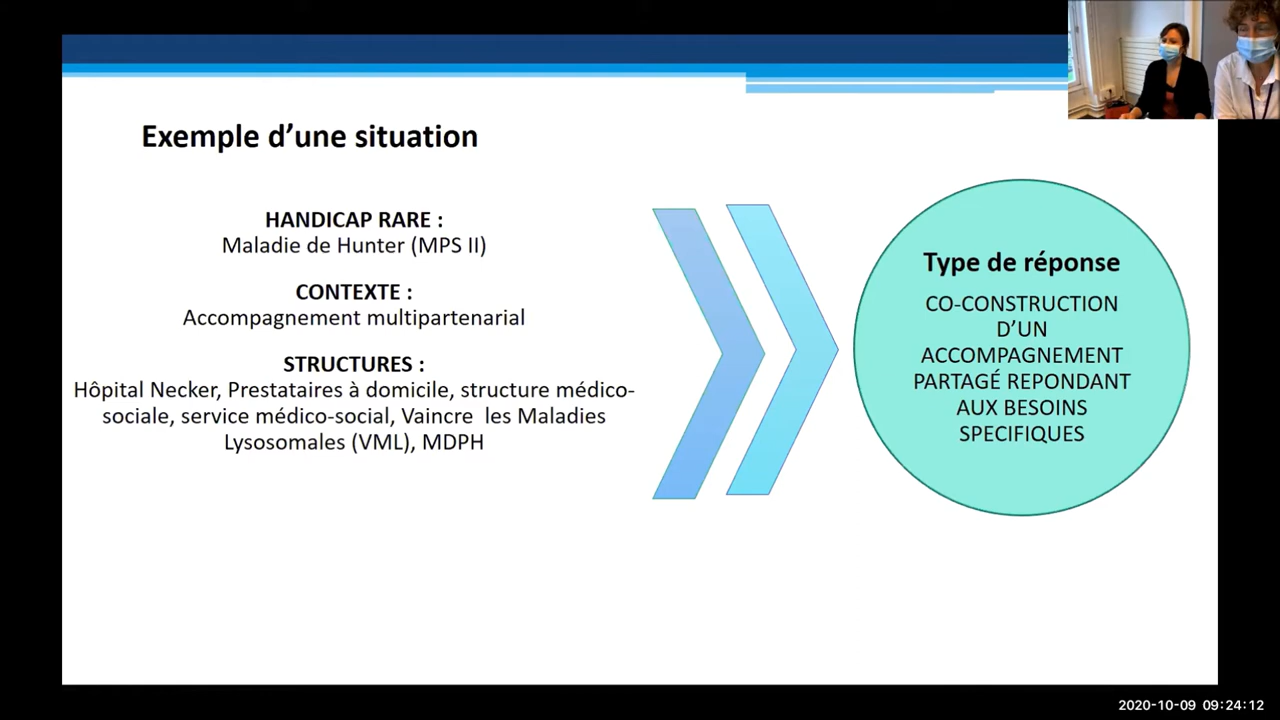 Exemple d’une situation
HANDICAP RARE :
Maladie de Hunter (MPS II)
CONTEXTE :
Accompagnement multipartenarial
STRUCTURES :
Hôpital Necker, Prestataires à domicile, structure médico-
sociale, service médico-social, Vaincre  les Maladies
Lysosomales (VML), MDPH
Type de réponse
CO-CONSTRUCTION
D’UN
ACCOMPAGNEMENT
PARTAGÉ REPONDANT
AUX BESOINS
SPECIFIQUES
2020-10-09 09:24:12